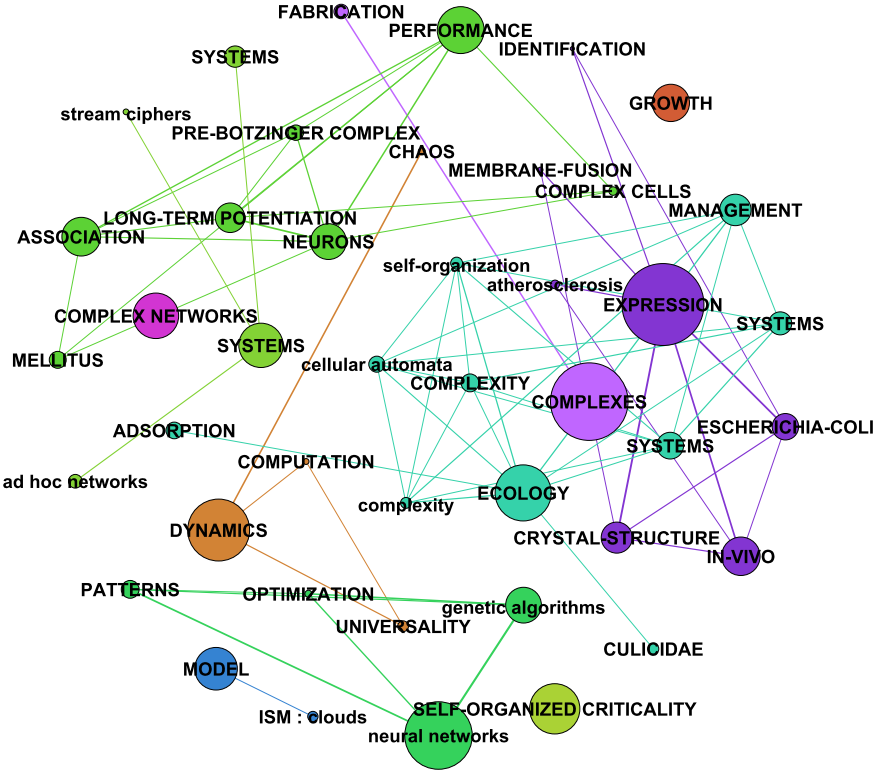 FABRICATION
PERFORMANCE
IDENTIFICATION
SYSTEMS
GROWTH
stream ciphers
PRE-BOTZINGER COMPLEX
CHAOS
MEMBRANE-FUSION
COMPLEX CELLS
MANAGEMENT
LONG-TERM POTENTIATION
ASSOCIATION
NEURONS
self-organization
atherosclerosis
EXPRESSION
COMPLEX NETWORKS
SYSTEMS
SYSTEMS
MELLITUS
cellular automata
COMPLEXITY
COMPLEXES
ESCHERICHIA-COLI
ADSORPTION
SYSTEMS
COMPUTATION
ad hoc networks
ECOLOGY
complexity
DYNAMICS
CRYSTAL-STRUCTURE
IN-VIVO
PATTERNS
OPTIMIZATION
genetic algorithms
UNIVERSALITY
CULICIDAE
MODEL
SELF-ORGANIZED CRITICALITY
ISM : clouds
neural networks